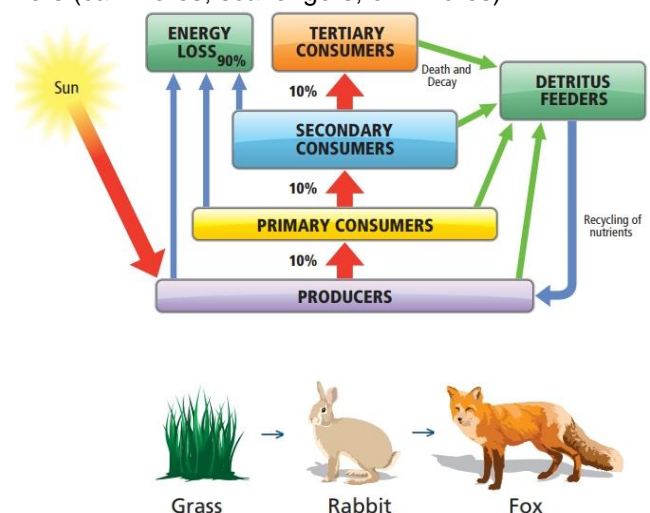 ENERGY
LOSS 90%
TERTIARY
CONSUMERS
Sun
10%
Death and
Decay
DETRITUS
FEEDERS
SECONDARY
CONSUMERS
10%
PRIMARY CONSUMERS
Recycling of
nutrients
10%
PRODUCERS
Grass
Rabbit
Fox